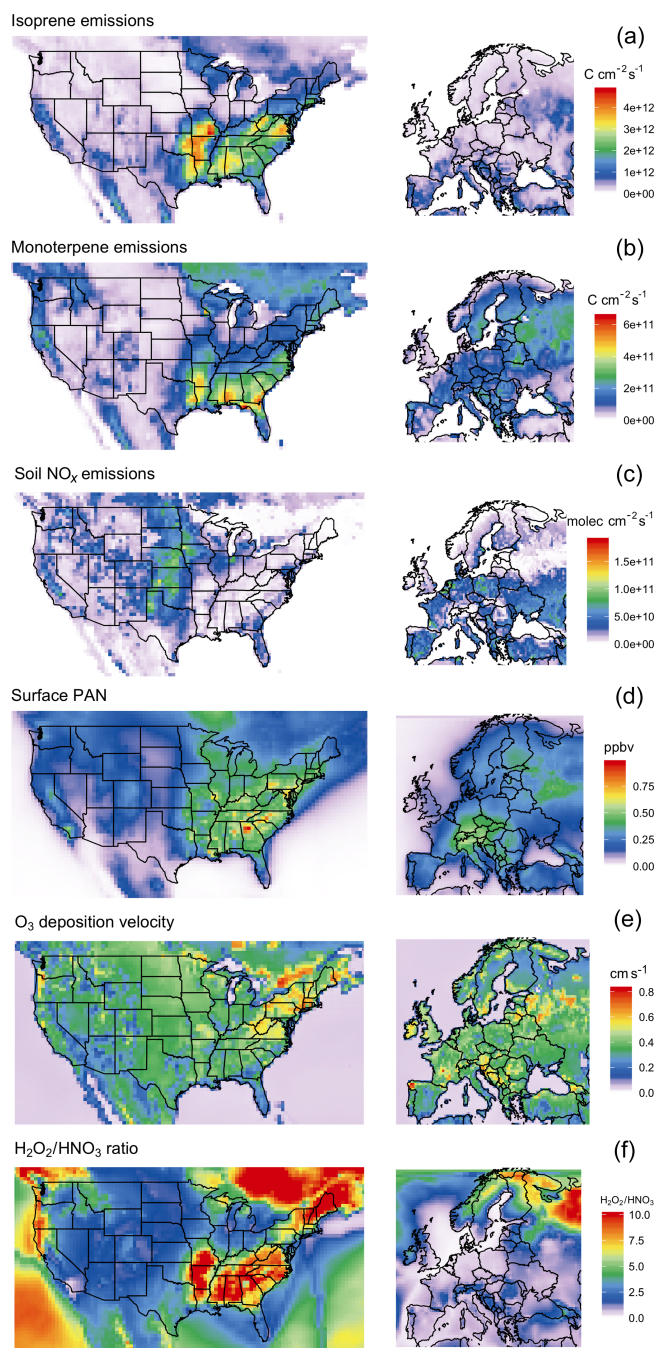 Isoprene emissions
(a)
C cm⁻² s⁻¹
4e+12
3e+12
2e+12
1e+12
0e+00
Monoterpene emissions
(b)
C cm⁻² s⁻¹
6e+11
4e+11
2e+11
0e+00
Soil NOₓ emissions
(c)
molec cm⁻² s⁻¹
1.5e+11
1.0e+11
5.0e+10
0.0e+00
Surface PAN
(d)
ppbv
0.75
0.50
0.25
0.00
O₃ deposition velocity
(e)
cm s⁻¹
0.8
0.6
0.4
0.2
0.0
H₂O₂/HNO₃ ratio
(f)
H₂O₂/HNO₃
10.0
7.5
5.0
2.5
0.0